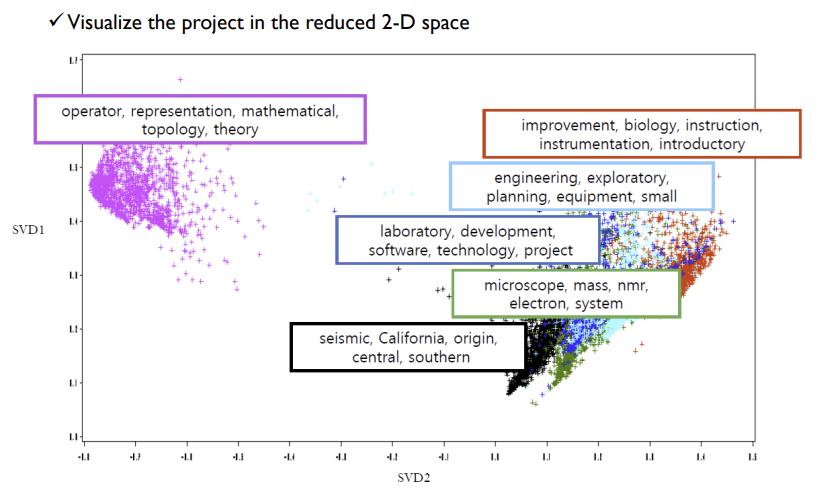 ✓ Visualize the project in the reduced 2-D space
operator, representation, mathematical,
topology, theory
improvement, biology, instruction,
instrumentation, introductory
engineering, exploratory,
planning, equipment, small
laboratory, development,
software, technology, project
microscope, mass, nmr,
electron, system
seismic, California, origin,
central, southern
SVD1
SVD2